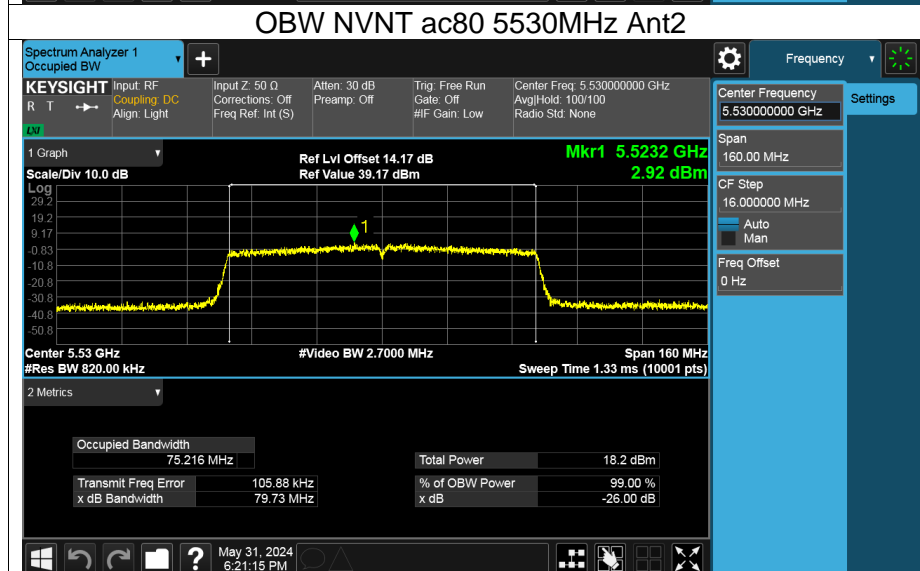 OBW NVNT ac80 5530MHz Ant2
Spectrum Analyzer 1
Occupied BW
+
Frequency
KEYSIGHT
R T
LXI
Input: RF
Coupling: DC
Align: Light
Input Z: 50 Ω
Corrections: Off
Freq Ref: Int (S)
Atten: 30 dB
Preamp: Off
Trig: Free Run
Gate: Off
#IF Gain: Low
Center Freq: 5.530000000 GHz
Avg|Hold: 100/100
Radio Std: None
Center Frequency
5.530000000 GHz
Settings
Span
160.00 MHz
CF Step
16.000000 MHz
Auto
Man
Freq Offset
0 Hz
1 Graph
Scale/Div 10.0 dB
Ref Lvl Offset 14.17 dB
Ref Value 39.17 dBm
Mkr1 5.5232 GHz
2.92 dBm
Log
29.2
19.2
9.17
-0.83
-10.8
-20.8
-30.8
-40.8
-50.8
1
Center 5.53 GHz
#Video BW 2.7000 MHz
Span 160 MHz
#Res BW 820.00 kHz
Sweep Time 1.33 ms (10001 pts)
2 Metrics
Occupied Bandwidth
75.216 MHz
Total Power 18.2 dBm
Transmit Freq Error 105.88 kHz
% of OBW Power 99.00 %
x dB Bandwidth 79.73 MHz
x dB -26.00 dB
?
May 31, 2024
6:21:15 PM